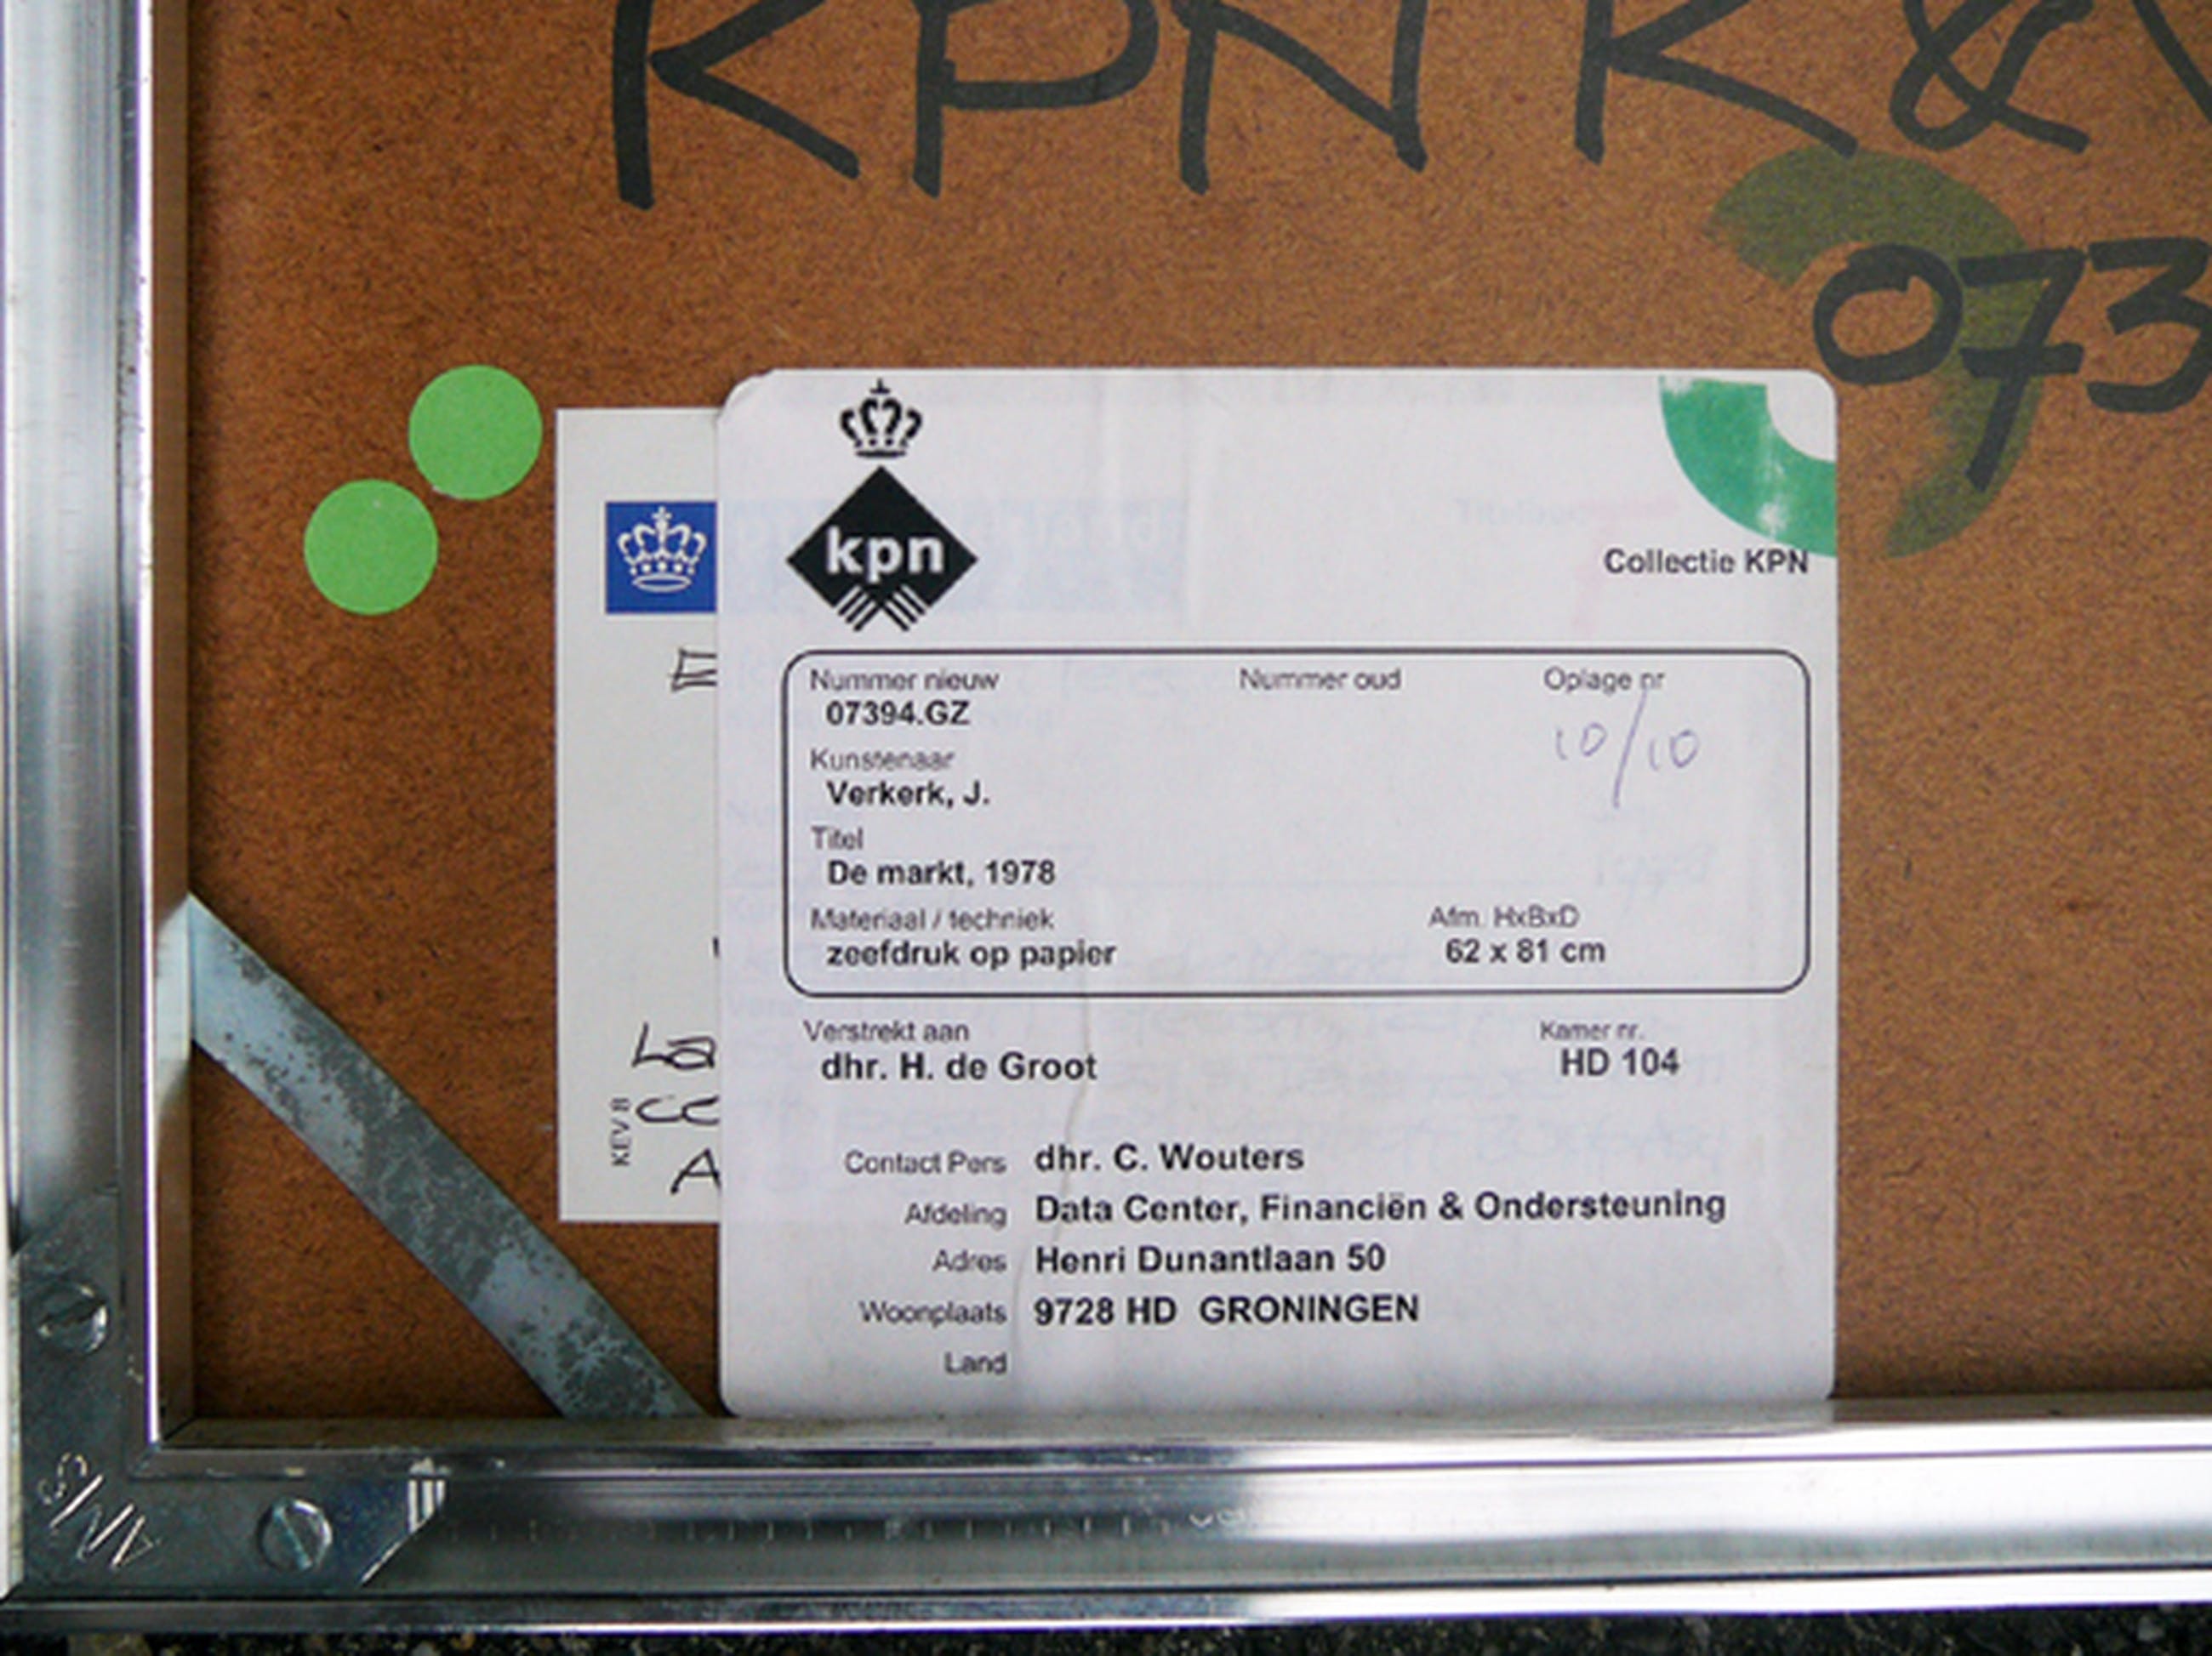 KPN K&
073
kpn
Collectie KPN
Nummer nieuw Nummer oud Oplage nr
07394.GZ
10/10
Kunstenaar
Verkerk, J.
Titel
De markt, 1978
Materiaal / techniek Afm. HxBxD
zeefdruk op papier 62 x 81 cm
Verstrekt aan Kamer nr.
dhr. H. de Groot HD 104
Contact Pers dhr. C. Wouters
Afdeling Data Center, Financiën & Ondersteuning
Adres Henri Dunantlaan 50
Woonplaats 9728 HD GRONINGEN
Land
E
La
CC
A
KEV 8